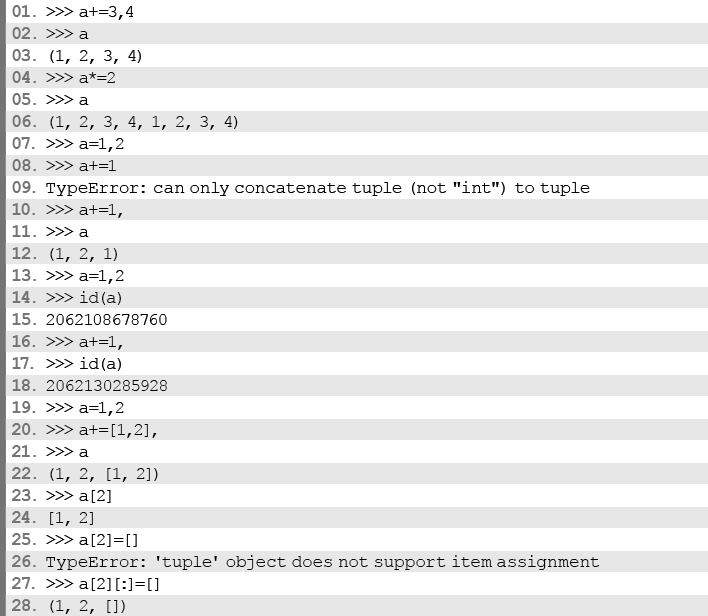 01. >>> a+=3,4
02. >>> a
03. (1, 2, 3, 4)
04. >>> a*=2
05. >>> a
06. (1, 2, 3, 4, 1, 2, 3, 4)
07. >>> a=1,2
08. >>> a+=1
09. TypeError: can only concatenate tuple (not "int") to tuple
10. >>> a+=1,
11. >>> a
12. (1, 2, 1)
13. >>> a=1,2
14. >>> id(a)
15. 2062108678760
16. >>> a+=1,
17. >>> id(a)
18. 2062130285928
19. >>> a=1,2
20. >>> a+=[1,2],
21. >>> a
22. (1, 2, [1, 2])
23. >>> a[2]
24. [1, 2]
25. >>> a[2]=[]
26. TypeError: 'tuple' object does not support item assignment
27. >>> a[2][:]=[]
28. (1, 2, [])